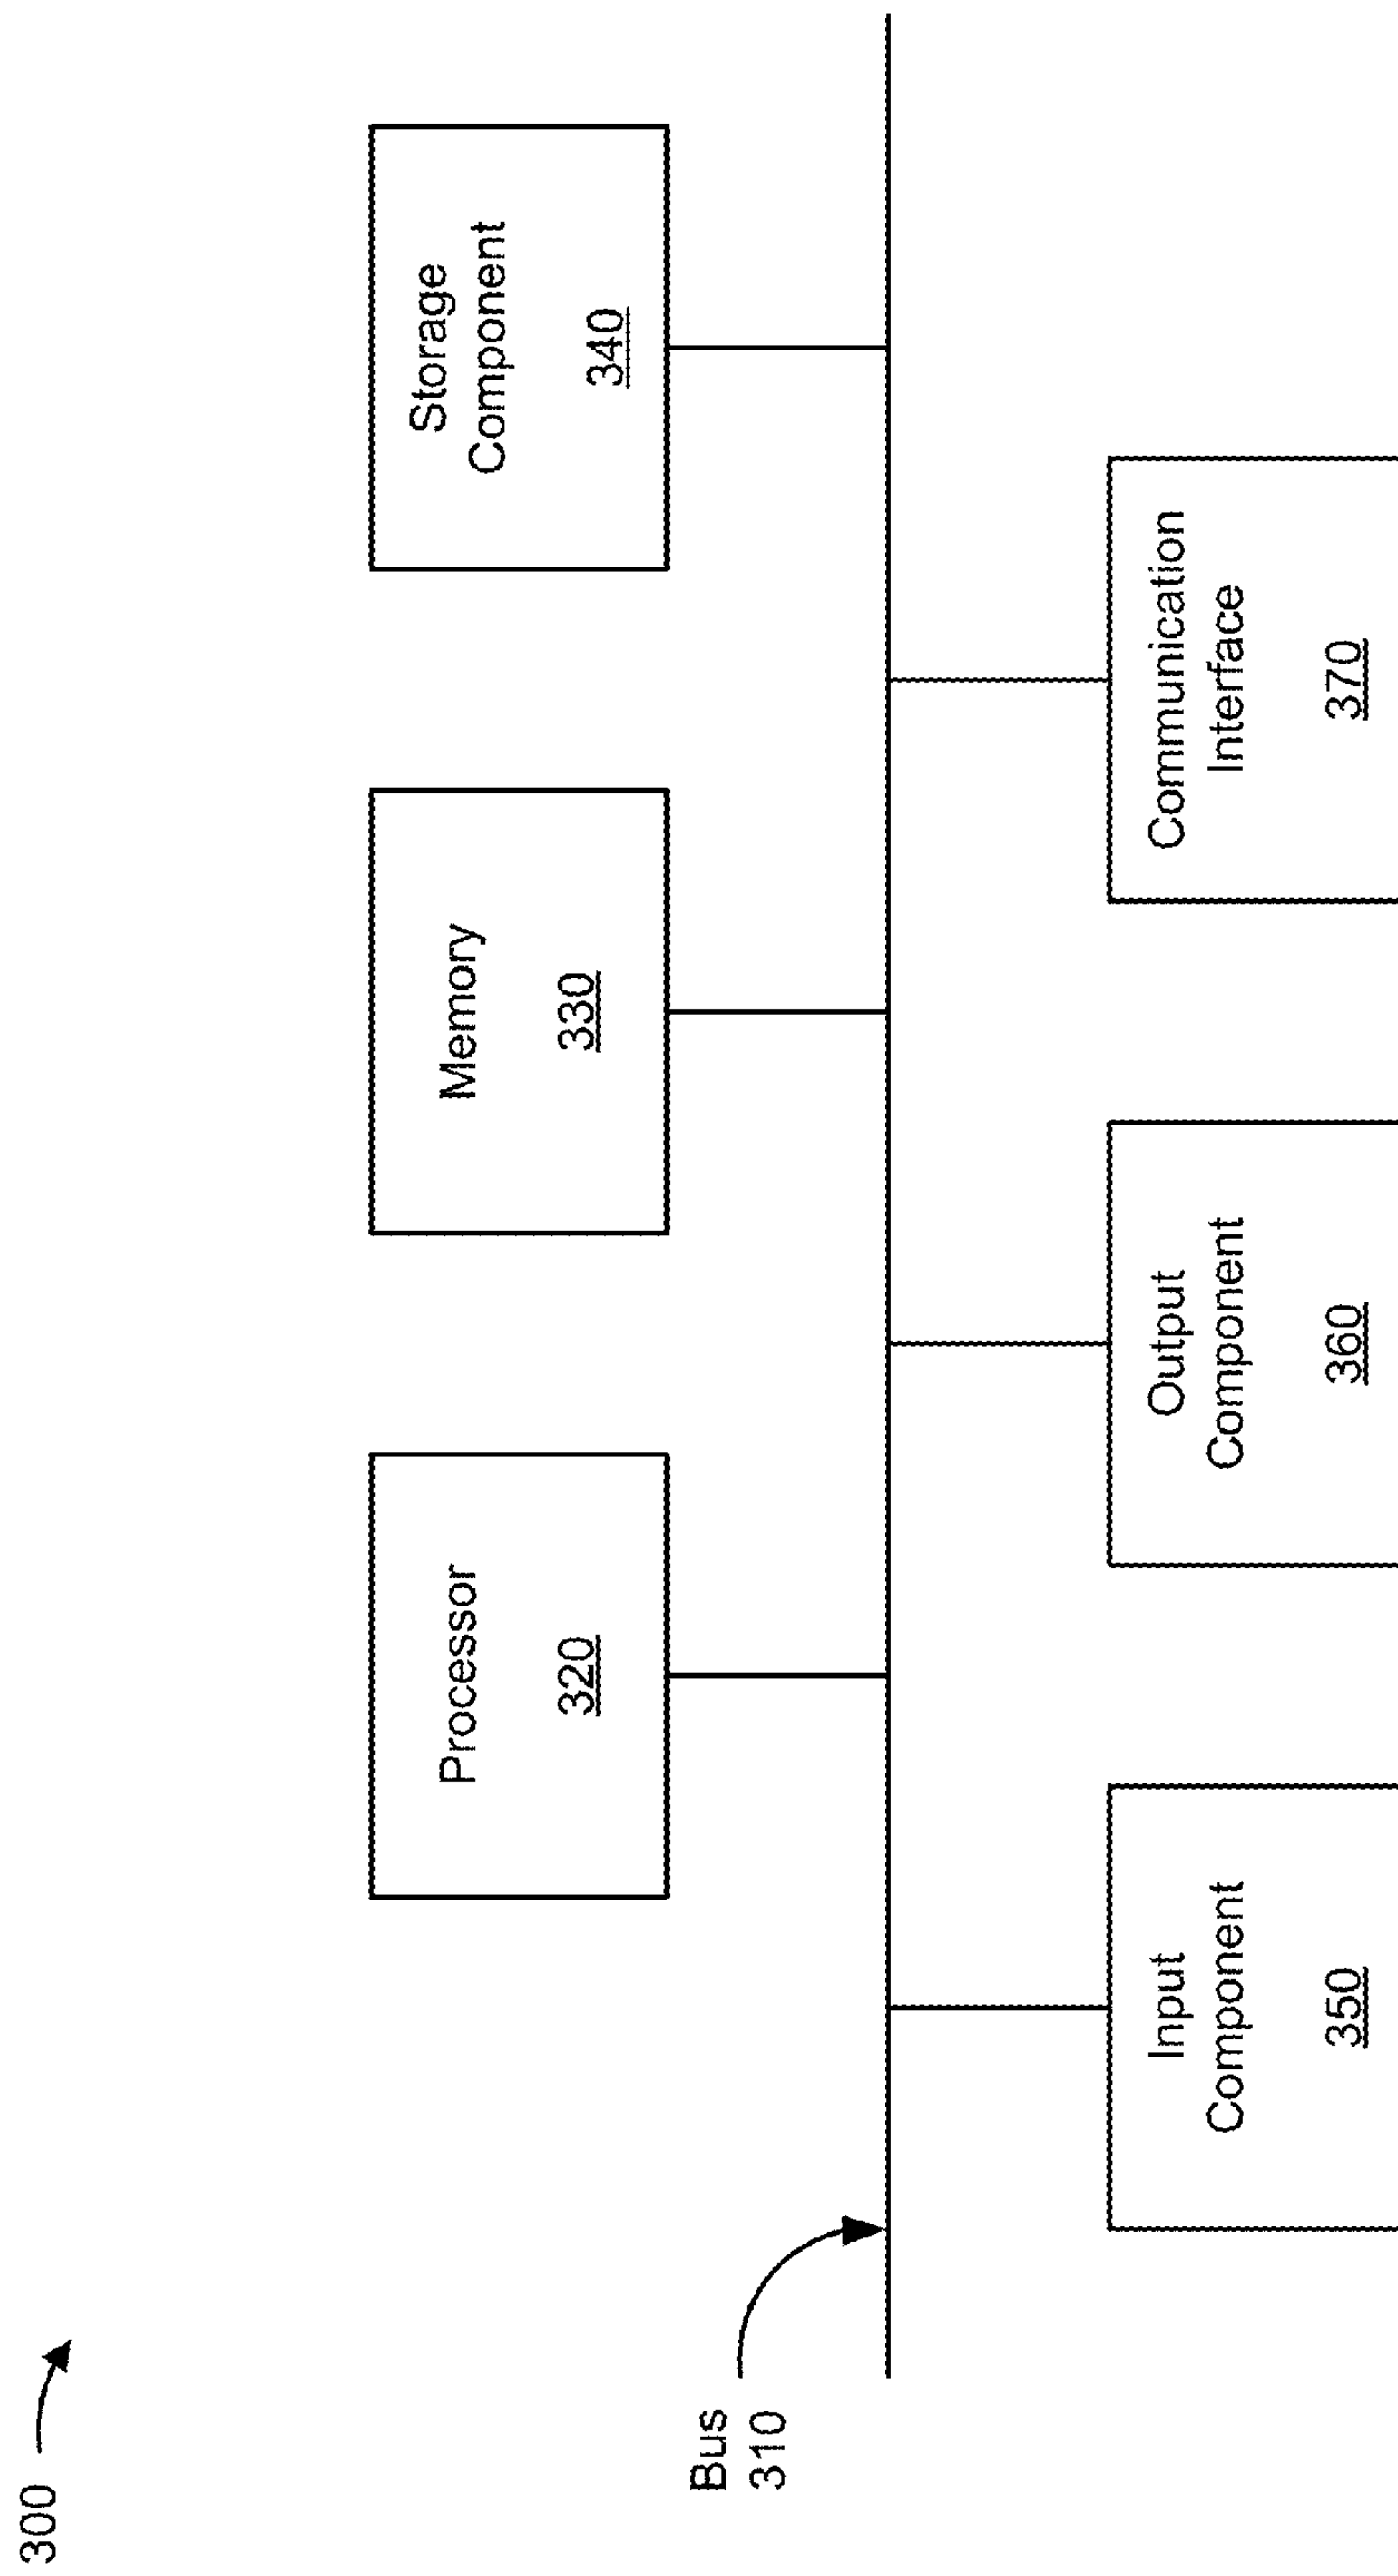 300
Bus
310
Processor
320
Memory
330
Storage
Component
340
Input
Component
350
Output
Component
360
Communication
Interface
370